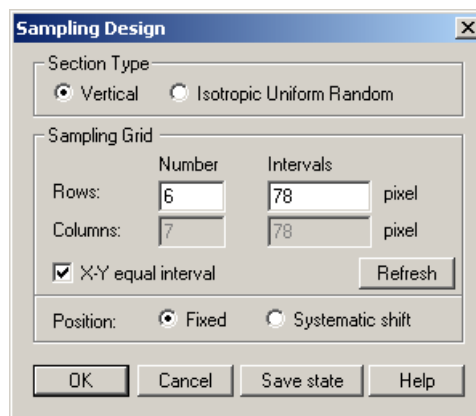 Sampling Design
Section Type
Vertical Isotropic Uniform Random
Sampling Grid
Number Intervals
Rows: 6 78 pixel
Columns: 7 78 pixel
X-Y equal interval Refresh
Position: Fixed Systematic shift
OK Cancel Save state Help